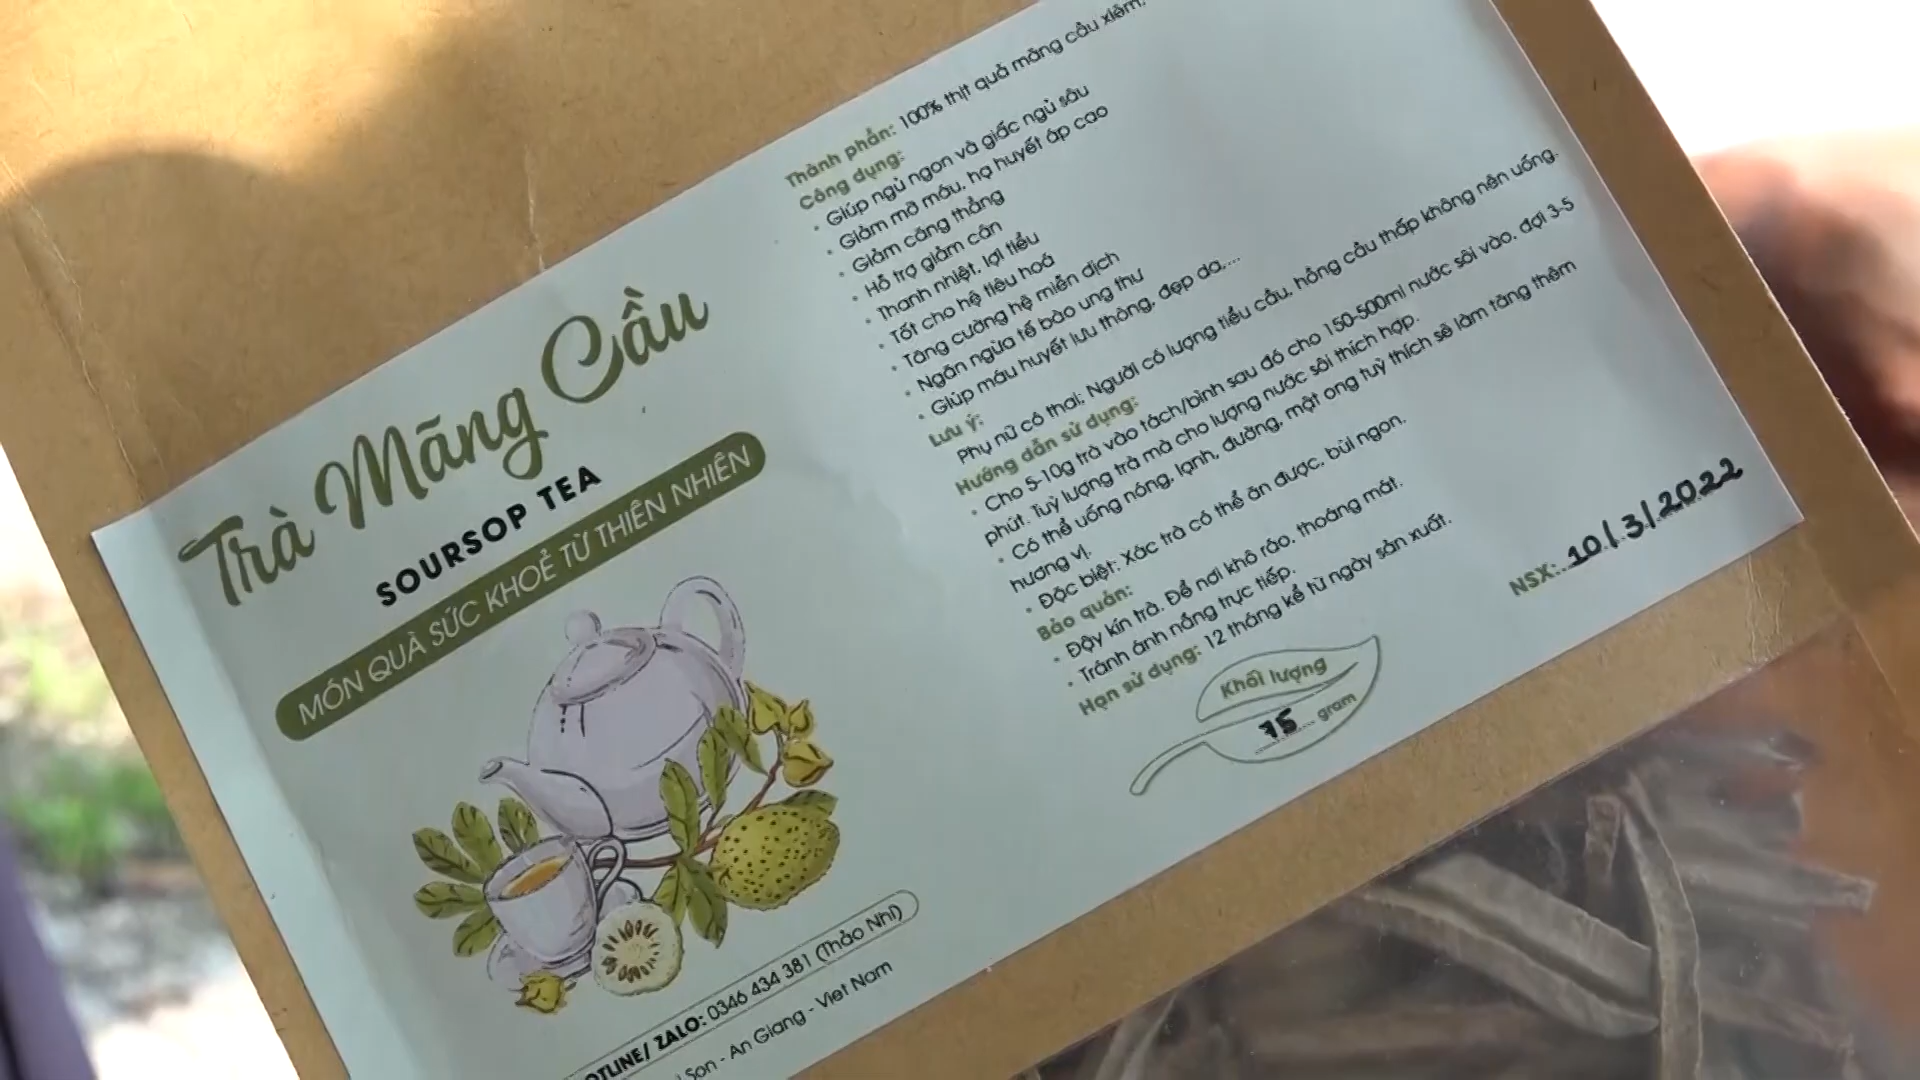 Trà Mãng Cầu
SOURSOP TEA
MÓN QUÀ SỨC KHOẺ TỪ THIÊN NHIÊN
HOTLINE/ ZALO: 0346 434 381 (Thảo Nhi)
Sơn - An Giang - Viet Nam
Thành phần: 100% thịt quả mãng cầu xiêm.
Công dụng:
• Giúp ngủ ngon và giấc ngủ sâu
• Giảm mỡ máu, hạ huyết áp cao
• Giảm căng thẳng
• Hỗ trợ giảm cân
• Thanh nhiệt, lợi tiểu
• Tốt cho hệ tiêu hoá
• Tăng cường hệ miễn dịch
• Ngăn ngừa tế bào ung thư
• Giúp máu huyết lưu thông, đẹp da,...
Lưu ý:
Phụ nữ có thai; Người có lượng tiểu cầu, hồng cầu thấp không nên uống.
Hướng dẫn sử dụng:
• Cho 5-10g trà vào tách/bình sau đó cho 150-500ml nước sôi vào, đợi 3-5
phút. Tuỳ lượng trà mà cho lượng nước sôi thích hợp.
• Có thể uống nóng, lạnh, đường, mật ong tuỳ thích sẽ làm tăng thêm
hương vị.
• Độc biệt: Xác trà có thể ăn được, bùi ngon.
Bảo quản:
• Đậy kín trà. Để nơi khô ráo, thoáng mát.
• Tránh ánh nắng trực tiếp.
Hạn sử dụng: 12 tháng kể từ ngày sản xuất.
NSX: 10/3/2022
Khối lượng
75 gram